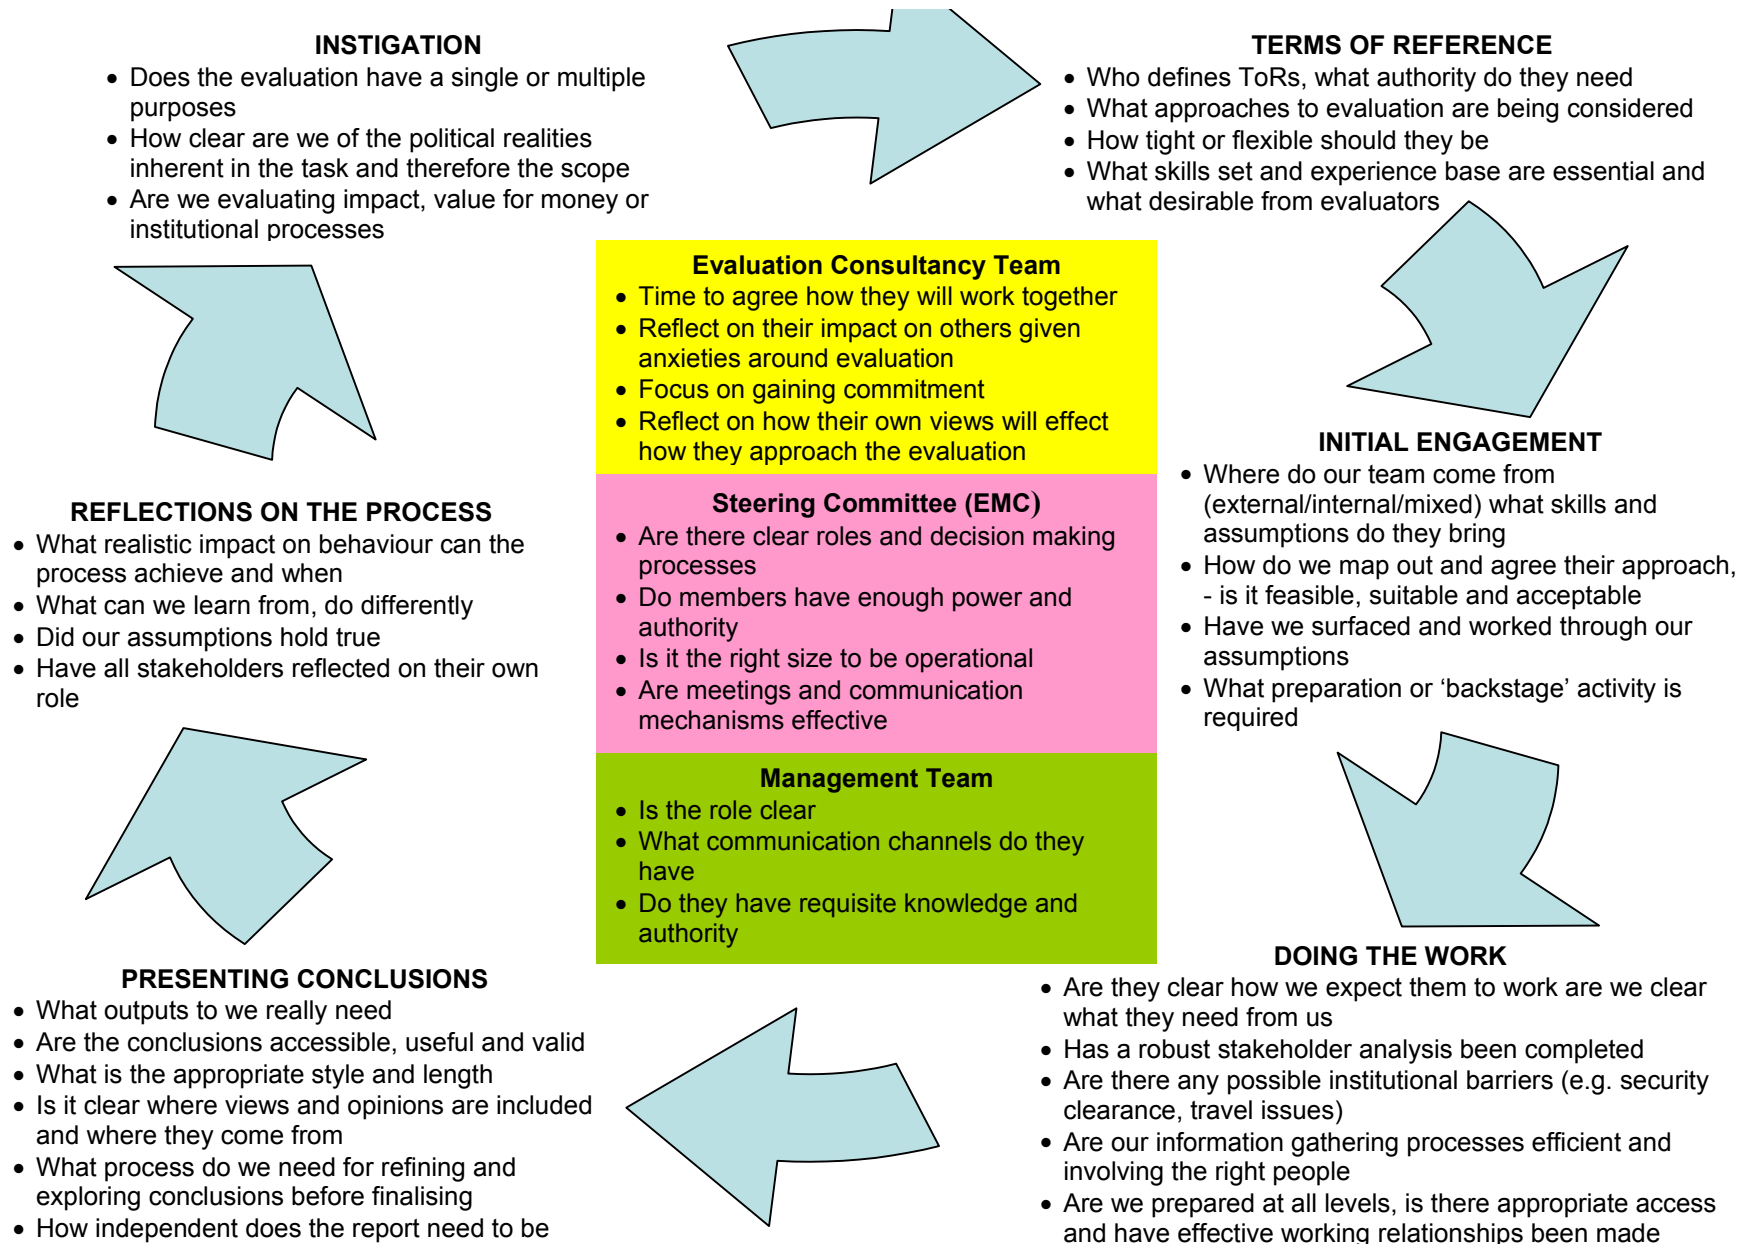 INSTIGATION
• Does the evaluation have a single or multiple
purposes
• How clear are we of the political realities
inherent in the task and therefore the scope
• Are we evaluating impact, value for money or
institutional processes
TERMS OF REFERENCE
• Who defines ToRs, what authority do they need
• What approaches to evaluation are being considered
• How tight or flexible should they be
• What skills set and experience base are essential and
what desirable from evaluators
Evaluation Consultancy Team
• Time to agree how they will work together
• Reflect on their impact on others given
anxieties around evaluation
• Focus on gaining commitment
• Reflect on how their own views will effect
how they approach the evaluation
Steering Committee (EMC)
• Are there clear roles and decision making
processes
• Do members have enough power and
authority
• Is it the right size to be operational
• Are meetings and communication
mechanisms effective
Management Team
• Is the role clear
• What communication channels do they
have
• Do they have requisite knowledge and
authority
INITIAL ENGAGEMENT
• Where do our team come from
(external/internal/mixed) what skills and
assumptions do they bring
• How do we map out and agree their approach,
- is it feasible, suitable and acceptable
• Have we surfaced and worked through our
assumptions
• What preparation or ‘backstage’ activity is
required
DOING THE WORK
• Are they clear how we expect them to work are we clear
what they need from us
• Has a robust stakeholder analysis been completed
• Are there any possible institutional barriers (e.g. security
clearance, travel issues)
• Are our information gathering processes efficient and
involving the right people
• Are we prepared at all levels, is there appropriate access
and have effective working relationships been made
PRESENTING CONCLUSIONS
• What outputs to we really need
• Are the conclusions accessible, useful and valid
• What is the appropriate style and length
• Is it clear where views and opinions are included
and where they come from
• What process do we need for refining and
exploring conclusions before finalising
• How independent does the report need to be
REFLECTIONS ON THE PROCESS
• What realistic impact on behaviour can the
process achieve and when
• What can we learn from, do differently
• Did our assumptions hold true
• Have all stakeholders reflected on their own
role